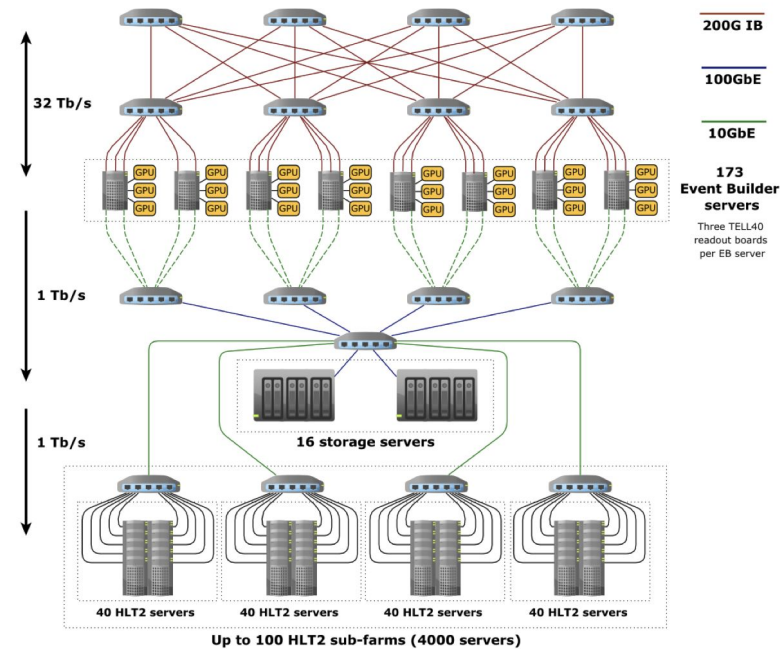 200G IB
100GbE
10GbE
32 Tb/s
GPU GPU GPU GPU GPU GPU GPU GPU
GPU GPU GPU GPU GPU GPU GPU GPU
GPU GPU GPU GPU GPU GPU GPU GPU
173
Event Builder
servers
Three TELL40
readout boards
per EB server
1 Tb/s
16 storage servers
1 Tb/s
40 HLT2 servers 40 HLT2 servers 40 HLT2 servers 40 HLT2 servers
Up to 100 HLT2 sub-farms (4000 servers)